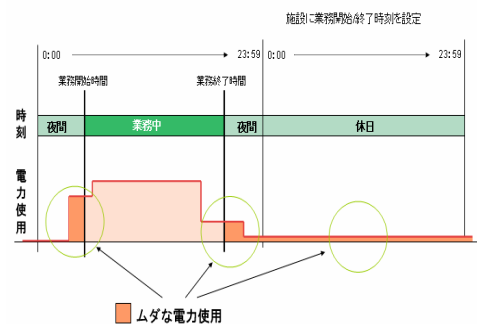 施設に業務開始/終了時刻を設定
0:00 23:59 0:00 23:59
業務開始時間 業務終了時間
時刻 夜間 業務中 夜間 休日
電力使用
ムダな電力使用